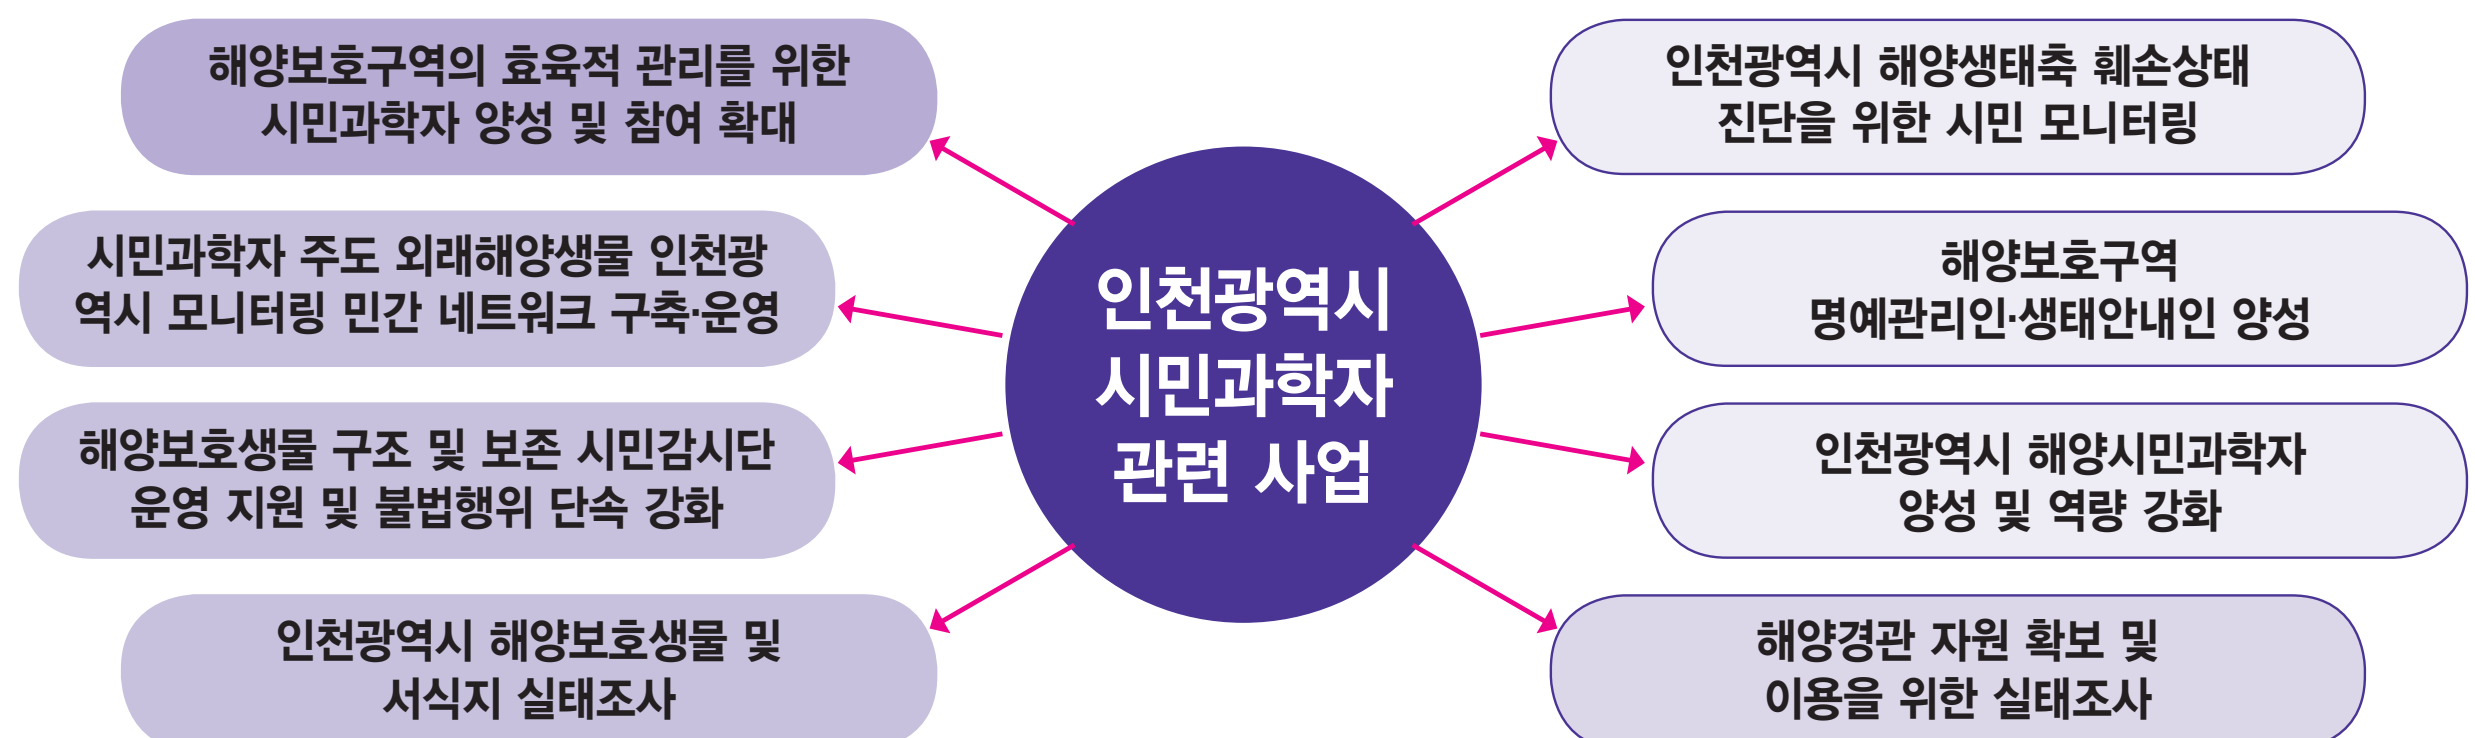 해양보호구역의 효육적 관리를 위한
시민과학자 양성 및 참여 확대
시민과학자 주도 외래해양생물 인천광
역시 모니터링 민간 네트워크 구축·운영
해양보호생물 구조 및 보존 시민감시단
운영 지원 및 불법행위 단속 강화
인천광역시 해양보호생물 및
서식지 실태조사
인천광역시
시민과학자
관련 사업
인천광역시 해양생태축 훼손상태
진단을 위한 시민 모니터링
해양보호구역
명예관리인·생태안내인 양성
인천광역시 해양시민과학자
양성 및 역량 강화
해양경관 자원 확보 및
이용을 위한 실태조사